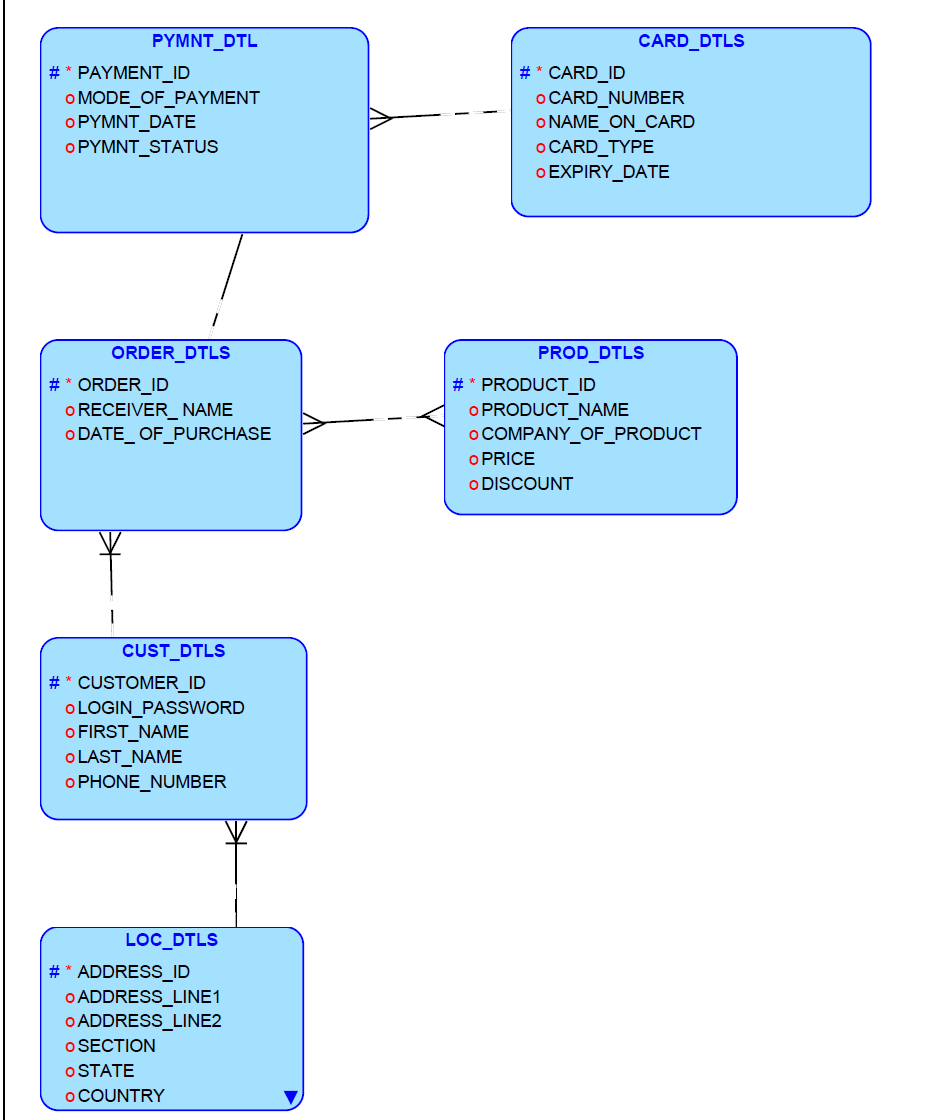 PYMNT_DTL
# * PAYMENT_ID
o MODE_OF_PAYMENT
o PYMNT_DATE
o PYMNT_STATUS
CARD_DTLS
# * CARD_ID
o CARD_NUMBER
o NAME_ON_CARD
o CARD_TYPE
o EXPIRY_DATE
ORDER_DTLS
# * ORDER_ID
o RECEIVER_ NAME
o DATE_ OF_PURCHASE
PROD_DTLS
# * PRODUCT_ID
o PRODUCT_NAME
o COMPANY_OF_PRODUCT
o PRICE
o DISCOUNT
CUST_DTLS
# * CUSTOMER_ID
o LOGIN_PASSWORD
o FIRST_NAME
o LAST_NAME
o PHONE_NUMBER
LOC_DTLS
# * ADDRESS_ID
o ADDRESS_LINE1
o ADDRESS_LINE2
o SECTION
o STATE
o COUNTRY